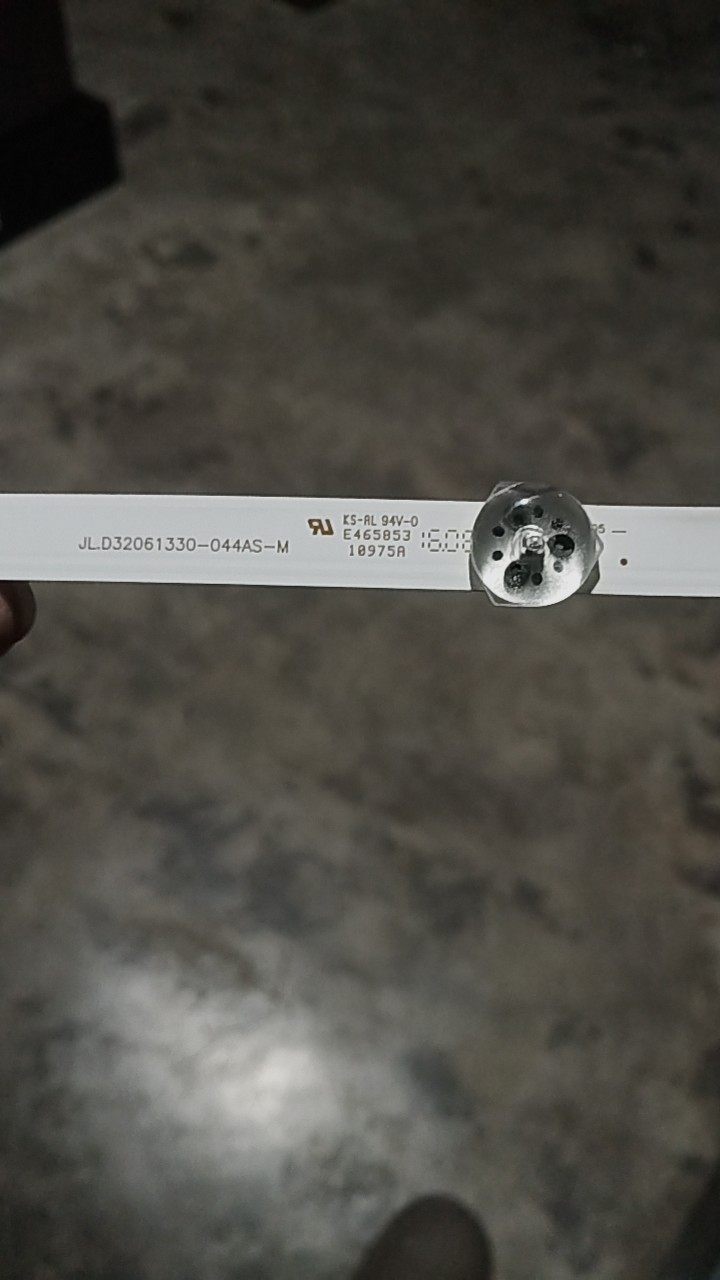 JL.D32061330-044AS-M
KS-AL 94V-0
E465853
10975A